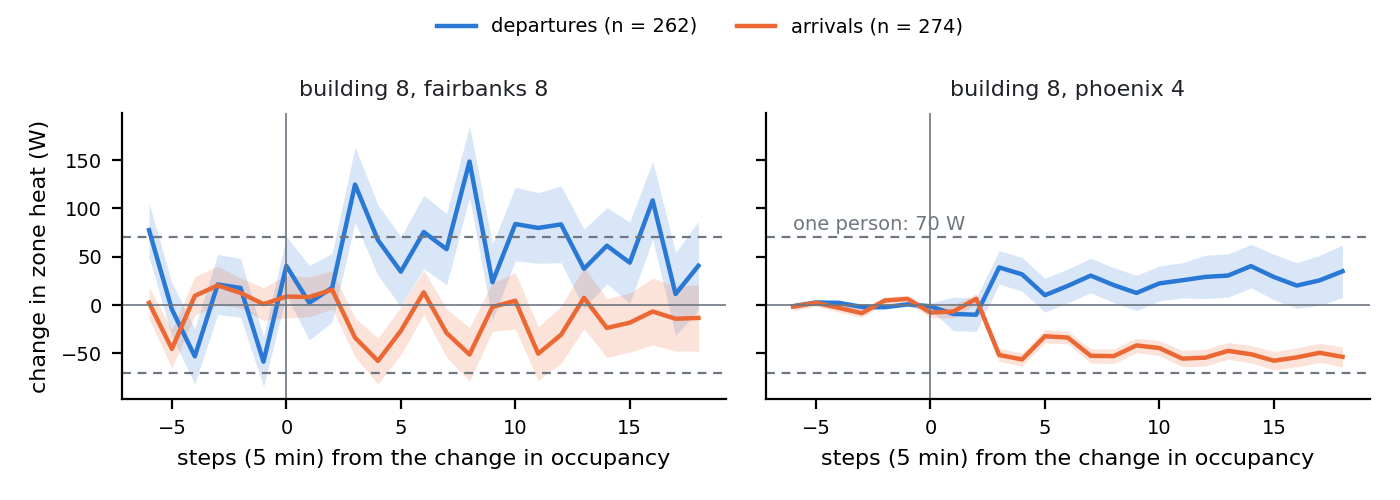 departures (n = 262)
arrivals (n = 274)
building 8, fairbanks 8
building 8, phoenix 4
change in zone heat (W)
150
100
50
0
−50
one person: 70 W
−5
0
5
10
15
−5
0
5
10
15
steps (5 min) from the change in occupancy
steps (5 min) from the change in occupancy